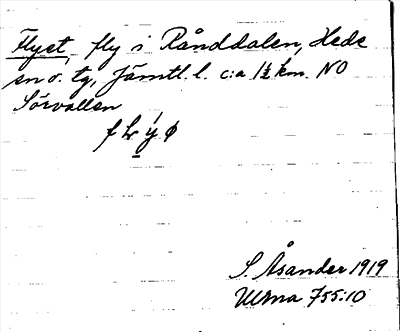 Flyet, fly i Rånddalen, Hede
sn o. tg, Jämtl. l. c:a 1½ km. NO
Sörvallen
S. Åsander 1919
ULMA 755:10